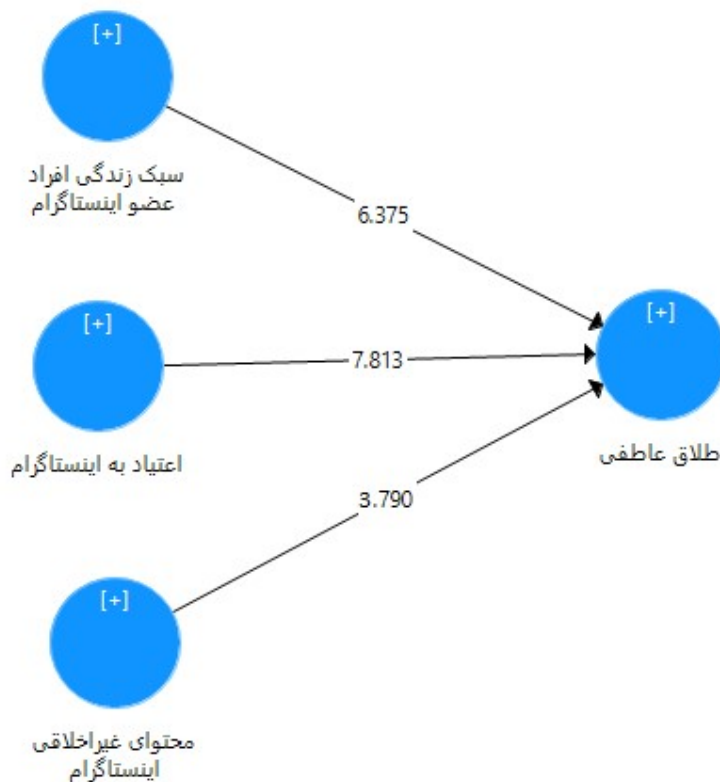 [+]
سبک زندگی افراد
عضو اینستاگرام
6.375
[+]
[+]
7.813
اعتیاد به اینستاگرام
طلاق عاطفی
3.790
[+]
محتوای غیراخلاقی
اینستاگرام